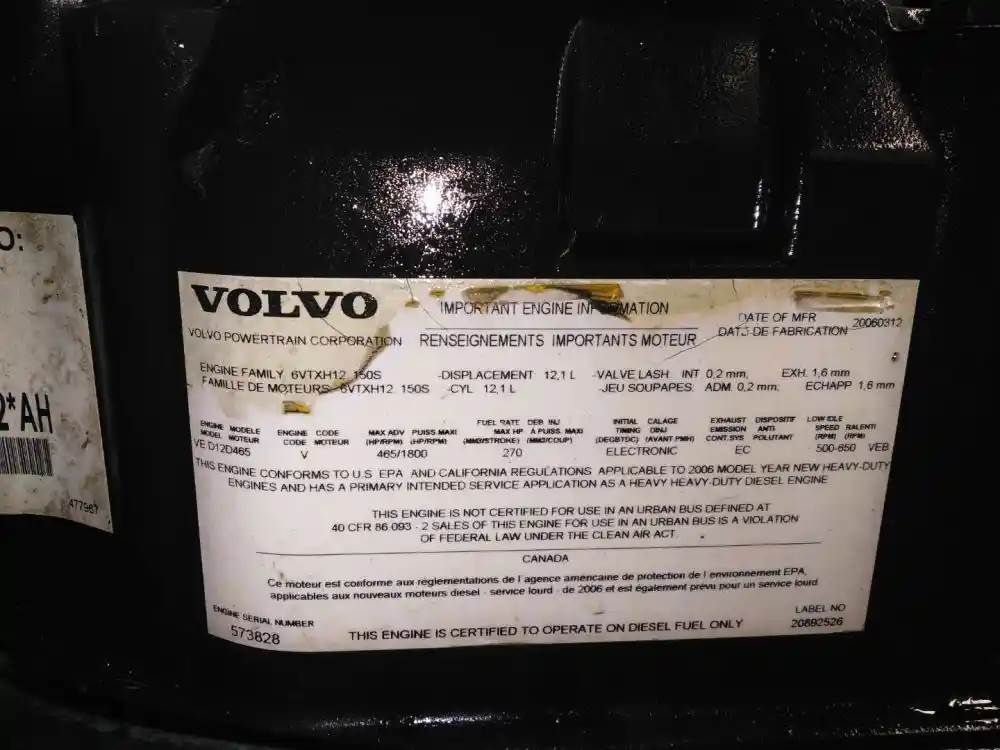 O:
2*AH
477987
VOLVO
VOLVO POWERTRAIN CORPORATION
IMPORTANT ENGINE INFORMATION
RENSEIGNEMENTS IMPORTANTS MOTEUR
DATE OF MFR 20060312
DATE DE FABRICATION
ENGINE FAMILY 6VTXH12 150S -DISPLACEMENT 12,1 L -VALVE LASH: INT 0,2 mm, EXH. 1,6 mm
FAMILLE DE MOTEURS: 6VTXH12 150S -CYL 12,1 L -JEU SOUPAPES: ADM. 0,2 mm; ECHAPP 1,6 mm
ENGINE MODELE ENGINE CODE MAX ADV PUISS MAXI FUEL RATE DEB INJ INITIAL CALAGE EXHAUST DISPOSITIF LOW IDLE
MODEL MOTEUR CODE MOTEUR (HP/RPM) (HP/RPM) MAX HP A PUISS. MAXI TIMING DINJ EMISSION ANTI SPEED RALENTI
(MM3/STROKE) (MM3/COUP) (DEGBTDC) (AVANT PMH) CONT.SYS POLLUTANT (RPM) (RPM)
VE D12D465 V 465/1800 270 ELECTRONIC EC 500-650 VEB
THIS ENGINE CONFORMS TO U.S. EPA AND CALIFORNIA REGULATIONS APPLICABLE TO 2006 MODEL YEAR NEW HEAVY-DUTY
ENGINES AND HAS A PRIMARY INTENDED SERVICE APPLICATION AS A HEAVY HEAVY-DUTY DIESEL ENGINE
THIS ENGINE IS NOT CERTIFIED FOR USE IN AN URBAN BUS DEFINED AT
40 CFR 86.093 - 2 SALES OF THIS ENGINE FOR USE IN AN URBAN BUS IS A VIOLATION
OF FEDERAL LAW UNDER THE CLEAN AIR ACT.
CANADA
Ce moteur est conforme aux réglementations de l agence américaine de protection de l environnement EPA,
applicables aux nouveaux moteurs diesel - service lourd - de 2006 et est également prévu pour un service lourd.
ENGINE SERIAL NUMBER
573828
THIS ENGINE IS CERTIFIED TO OPERATE ON DIESEL FUEL ONLY
LABEL NO
20892526